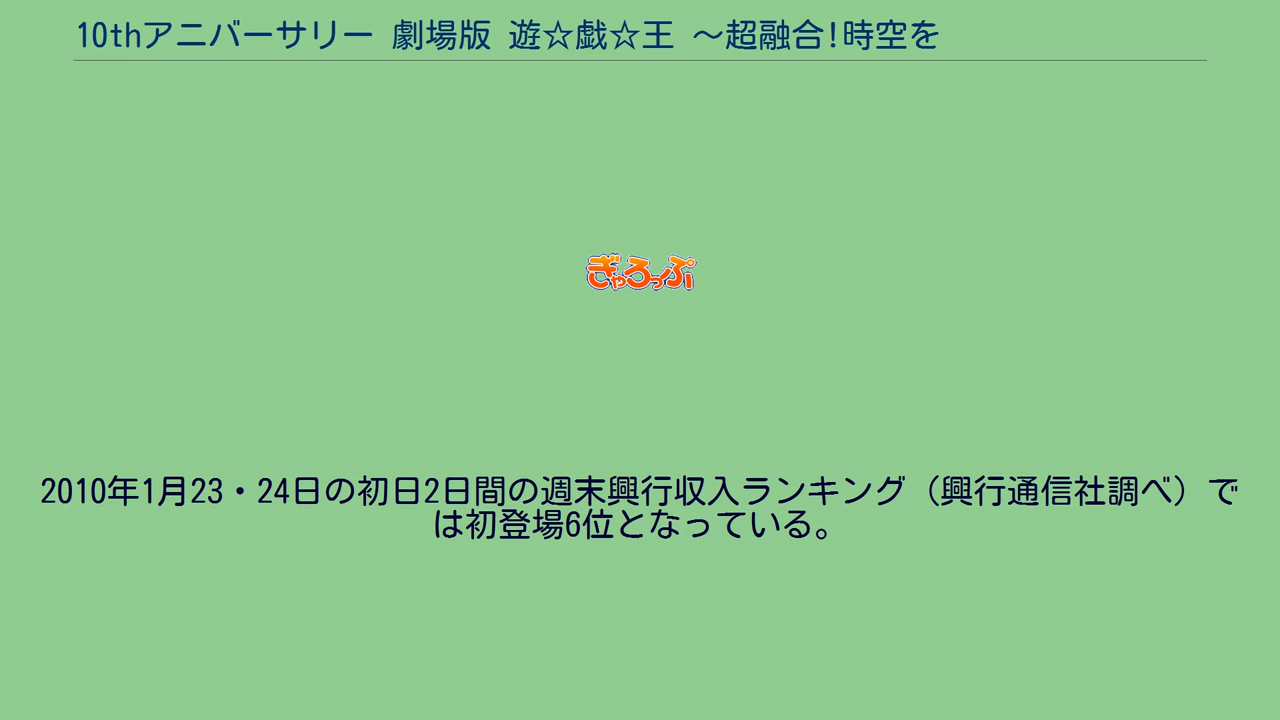 10thアニバーサリー 劇場版 遊☆戯☆王 ～超融合!時空を
ぎゃろっぷ
2010年1月23・24日の初日2日間の週末興行収入ランキング（興行通信社調べ）で
は初登場6位となっている。